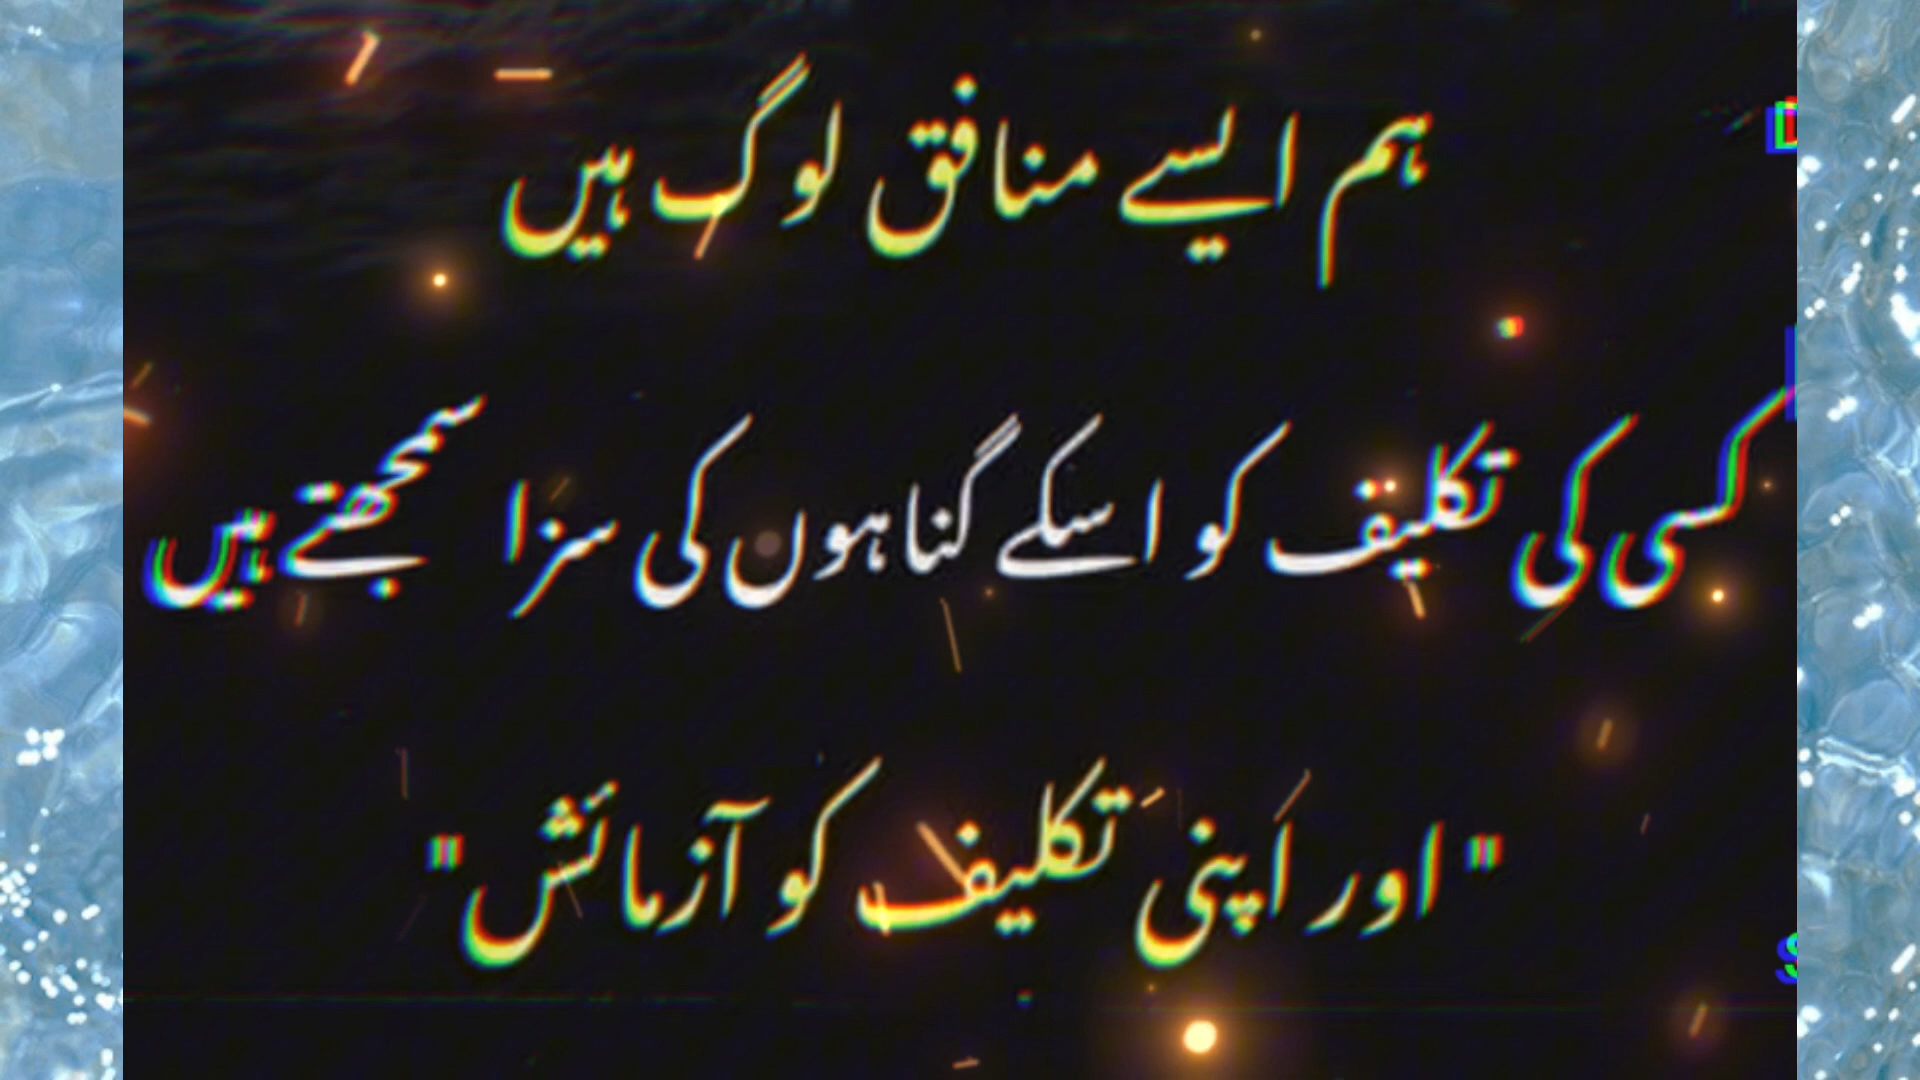 ہم ایسے منافق لوگ ہیں
کسی کی تکلیف کو اسکے گناہوں کی سزا سمجھتے ہیں
"اور اَپنی تکلیف کو آزمائش"